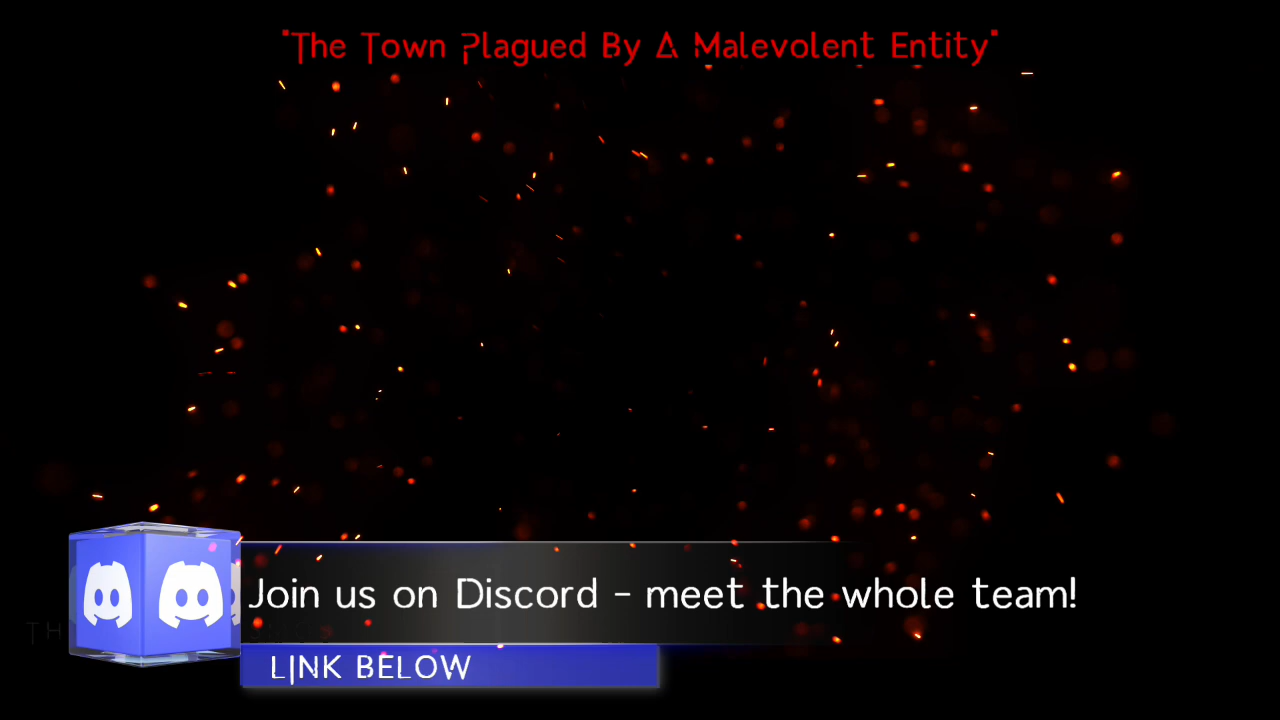 "The Town Plagued By A Malevolent Entity"
Join us on Discord - meet the whole team!
LINK BELOW